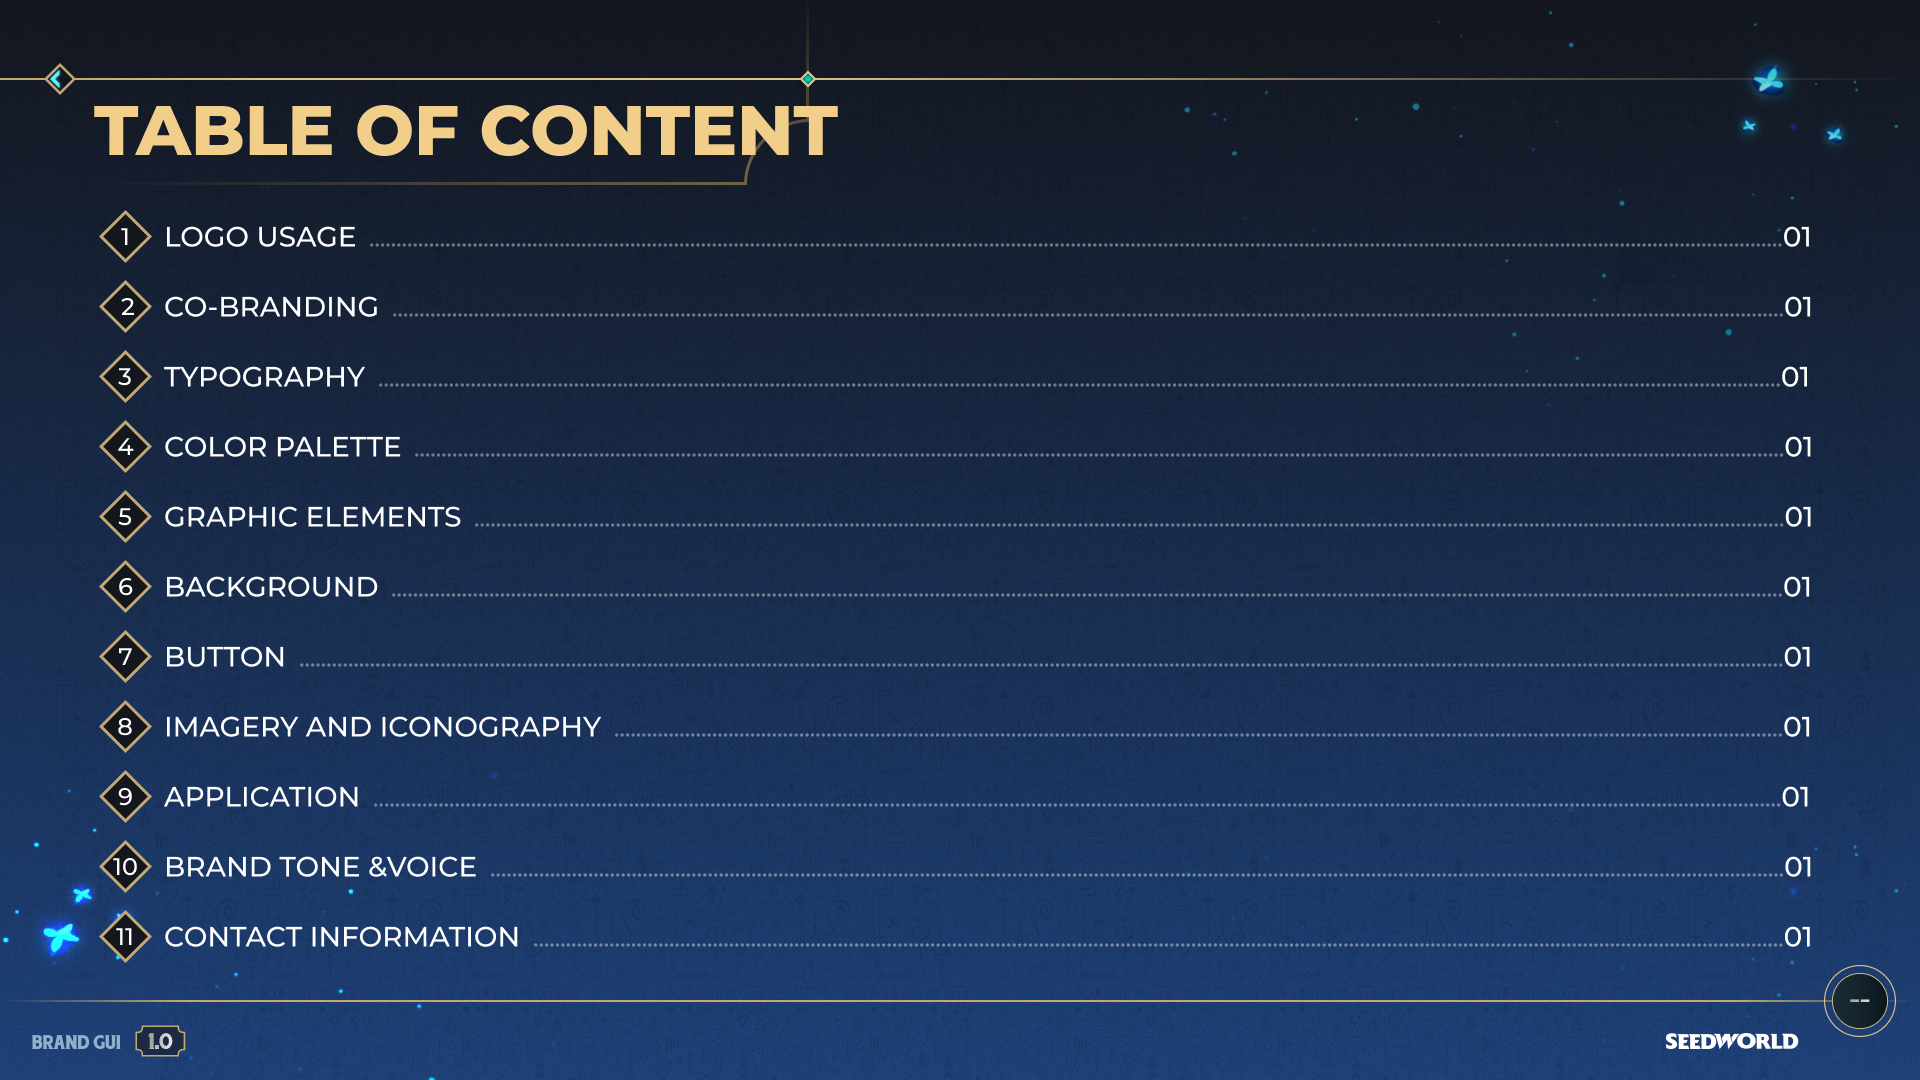 TABLE OF CONTENT
1 LOGO USAGE 01
2 CO-BRANDING 01
3 TYPOGRAPHY 01
4 COLOR PALETTE 01
5 GRAPHIC ELEMENTS 01
6 BACKGROUND 01
7 BUTTON 01
8 IMAGERY AND ICONOGRAPHY 01
9 APPLICATION 01
10 BRAND TONE &VOICE 01
11 CONTACT INFORMATION 01
--
BRAND GUI 1.0 SEEDWORLD